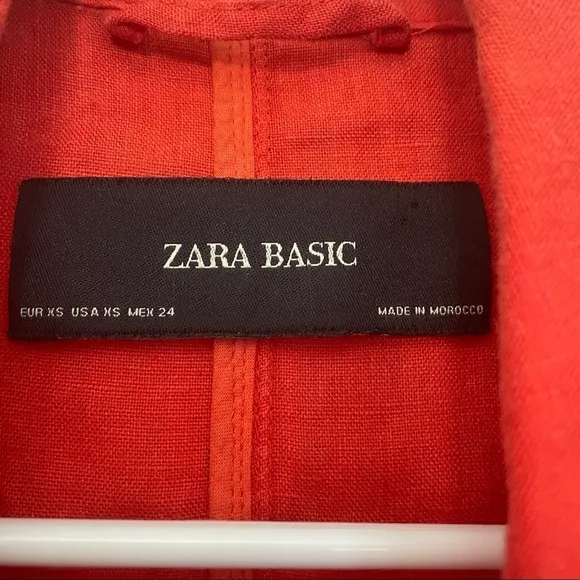 ZARA BASIC
EUR XS USA XS MEX 24 MADE IN MOROCCO